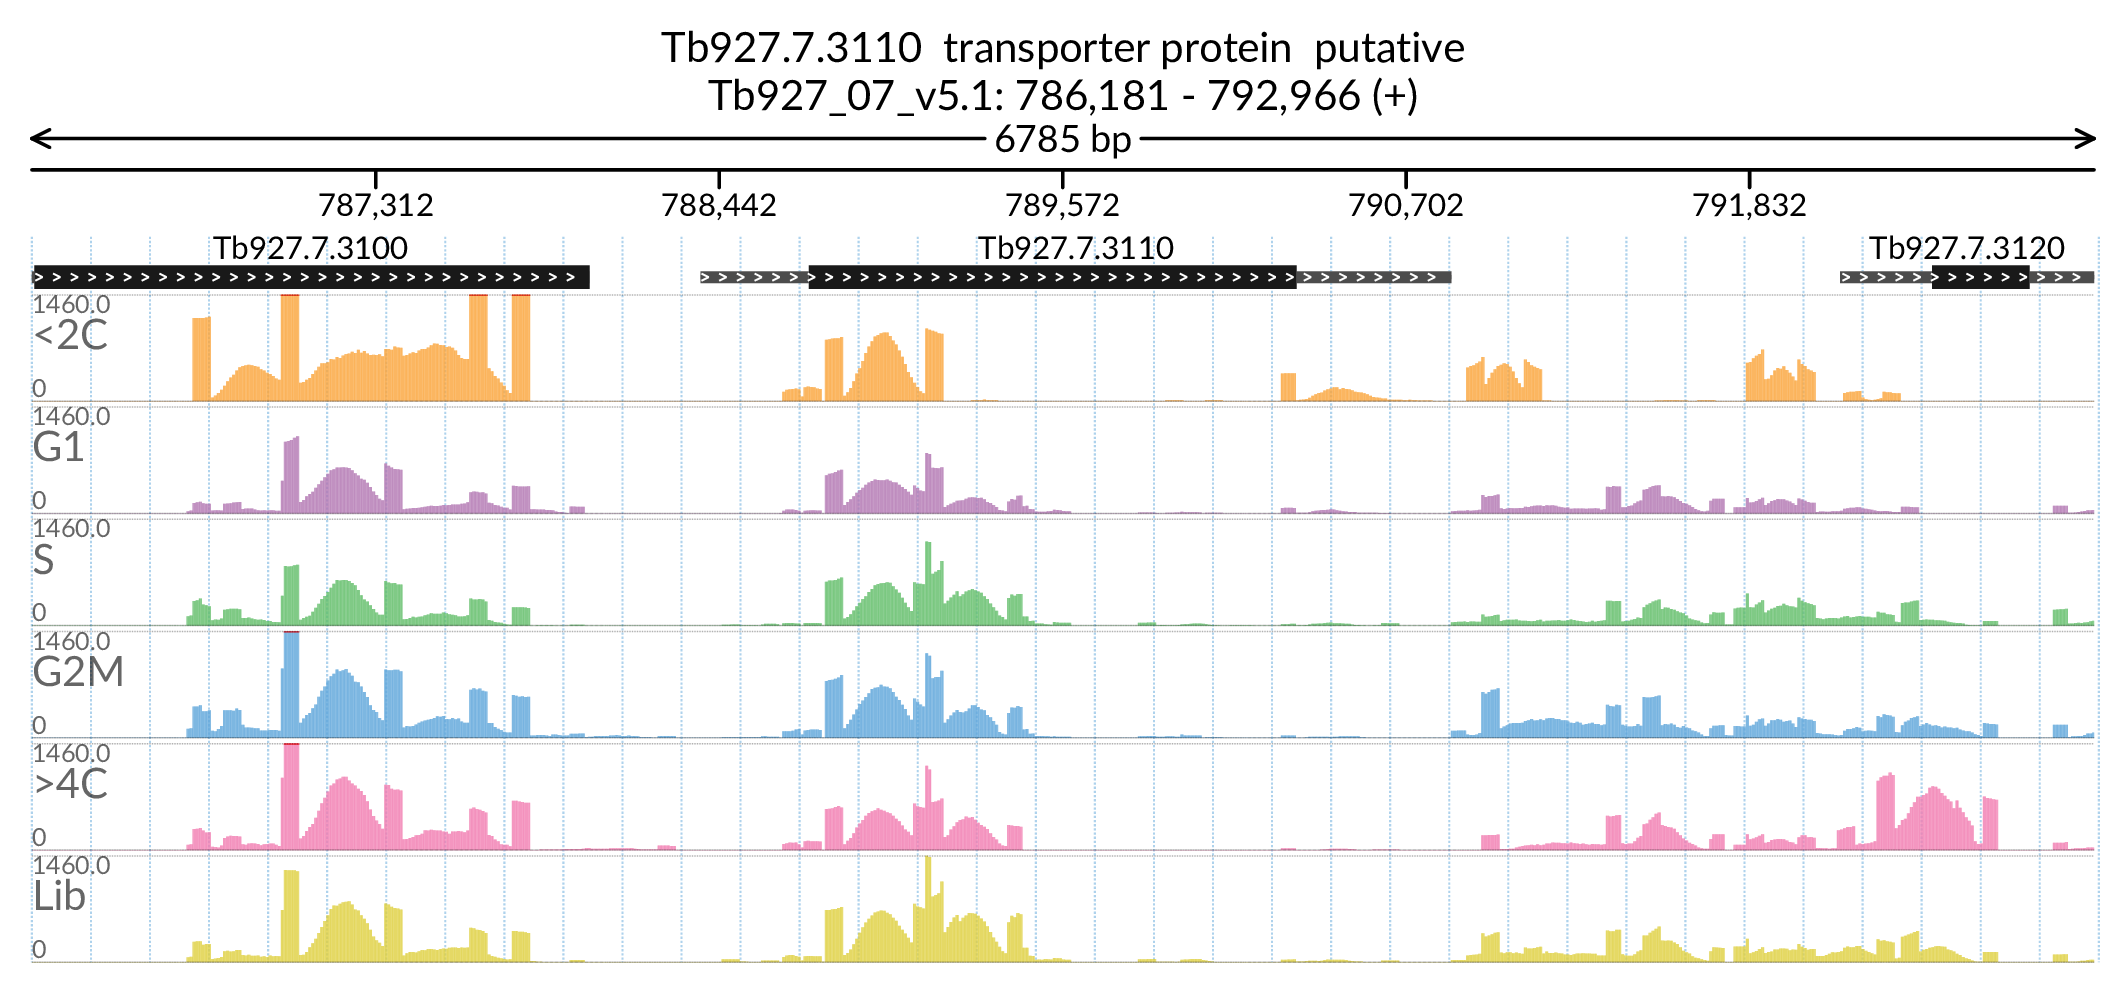 Tb927.7.3110  transporter protein  putative
Tb927_07_v5.1: 786,181 - 792,966 (+)
6785 bp
787,312 788,442 789,572 790,702 791,832
Tb927.7.3100 Tb927.7.3110 Tb927.7.3120
1460.0
<2C
0
1460.0
G1
0
1460.0
S
0
1460.0
G2M
0
1460.0
>4C
0
1460.0
Lib
0